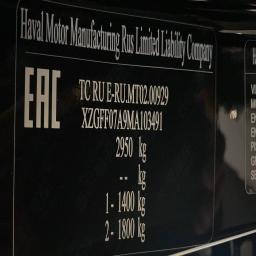 Haval Motor Manufacturing Rus Limited Liability Company
EAC
TC RU E-RU.MT02.00929
XZGFF07A9MA103491
2950 kg
-- kg
1 - 1400 kg
2 - 1800 kg